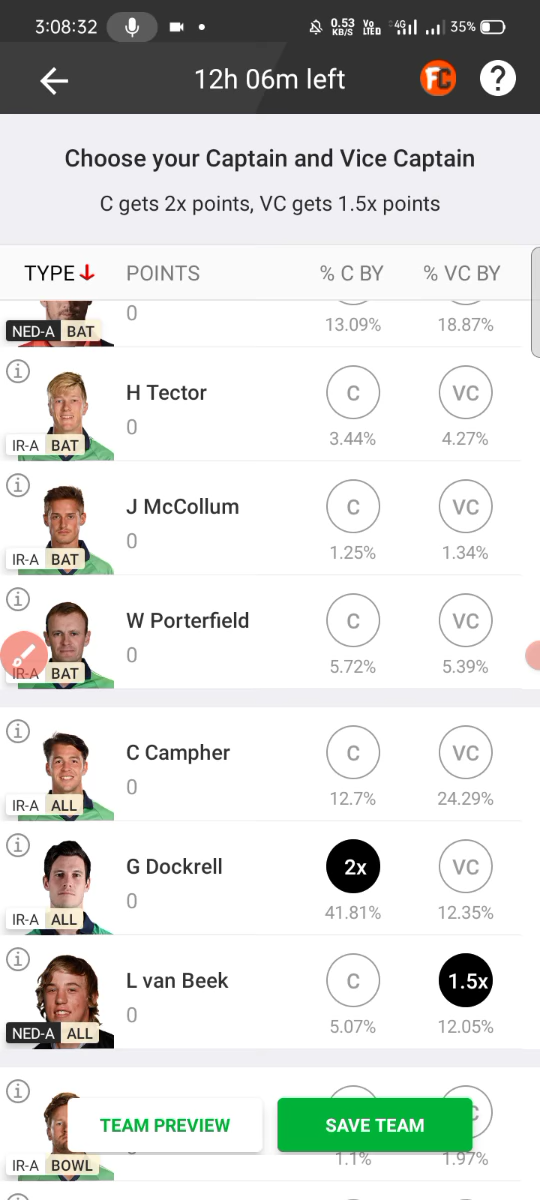 3:08:32 0.53 KB/S Vo LTED 4G 35%
12h 06m left FC ?
Choose your Captain and Vice Captain
C gets 2x points, VC gets 1.5x points
TYPE POINTS % C BY % VC BY
0
NED-A BAT 13.09% 18.87%
i
H Tector C VC
0
IR-A BAT 3.44% 4.27%
i
J McCollum C VC
0
IR-A BAT 1.25% 1.34%
i
W Porterfield C VC
0
IR-A BAT 5.72% 5.39%
i
C Campher C VC
0
IR-A ALL 12.7% 24.29%
i
G Dockrell 2x VC
0
IR-A ALL 41.81% 12.35%
i
L van Beek C 1.5x
0
NED-A ALL 5.07% 12.05%
i
TEAM PREVIEW SAVE TEAM
IR-A BOWL 1.1% 1.97%